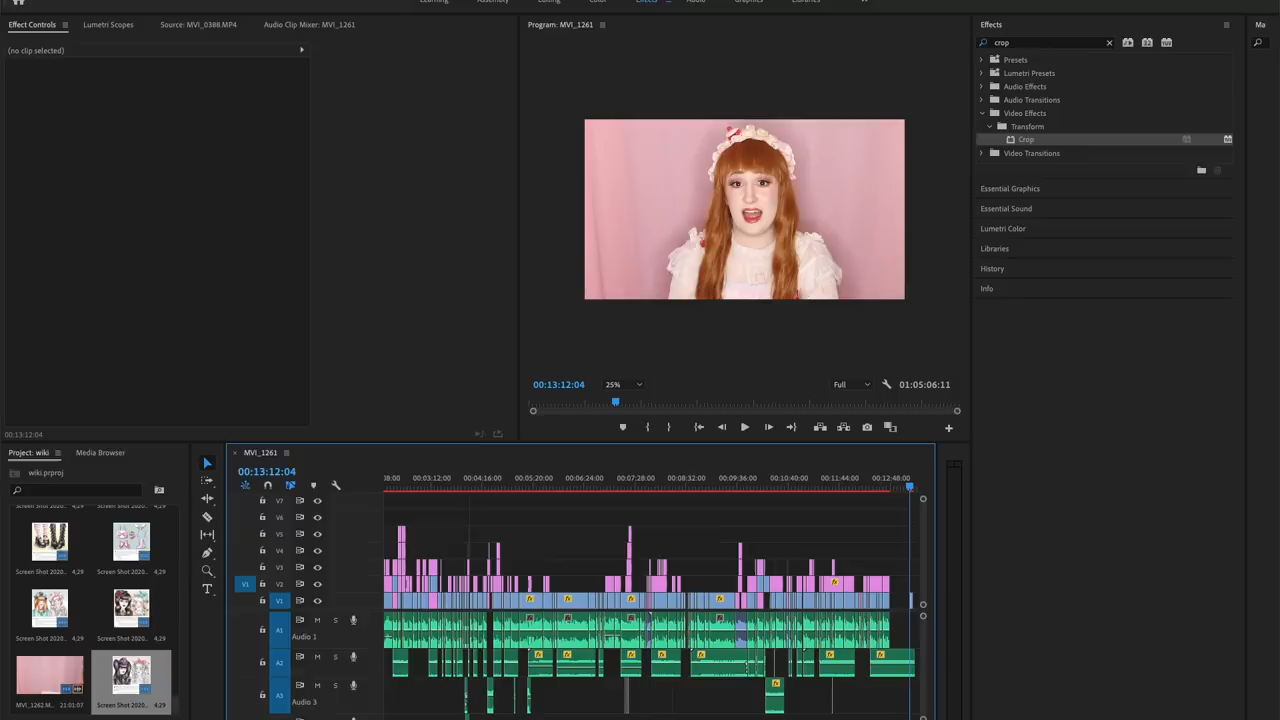 Effect Controls
Lumetri Scopes
Source: MVI_0388.MP4
Audio Clip Mixer: MVI_1261
Program: MVI_1261
Effects
Ma
(no clip selected)
crop
Presets
Lumetri Presets
Audio Effects
Audio Transitions
Video Effects
Transform
Crop
Video Transitions
Essential Graphics
Essential Sound
Lumetri Color
Libraries
History
Info
00:13:12:04
25%
Full
01:05:06:11
00:13:12:04
Project: wiki
Media Browser
wiki.prproj
Screen Shot 2020...
4;29
Screen Shot 2020...
4;29
Screen Shot 2020...
4;29
Screen Shot 2020...
4;29
MVI_1262.M...
21:01:07
Screen Shot 2020...
4;29
MVI_1261
00:13:12:04
00:03:12:00
00:04:16:00
00:05:20:00
00:06:24:00
00:07:28:00
00:08:32:00
00:09:36:00
00:10:40:00
00:11:44:00
00:12:48:00
V7
V6
V5
V4
V3
V1
V2
V1
A1
M
S
Audio 1
A2
M
S
A3
M
S
Audio 3